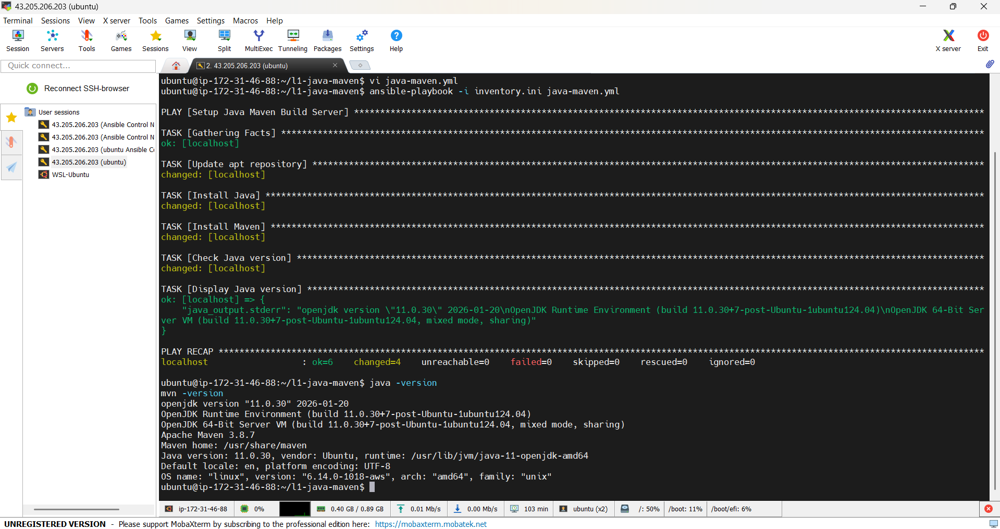 43.205.206.203 (ubuntu)
Terminal Sessions View X server Tools Games Settings Macros Help
Session Servers Tools Games Sessions View Split MultiExec Tunneling Packages Settings Help X server Exit
Quick connect...
2. 43.205.206.203 (ubuntu)
Reconnect SSH-browser
User sessions
43.205.206.203 (Ansible Control N
43.205.206.203 (Ansible Control N
43.205.206.203 (ubuntu Ansible Co
43.205.206.203 (ubuntu)
WSL-Ubuntu
ubuntu@ip-172-31-46-88:~/l1-java-maven$ vi java-maven.yml
ubuntu@ip-172-31-46-88:~/l1-java-maven$ ansible-playbook -i inventory.ini java-maven.yml
PLAY [Setup Java Maven Build Server] *************************************************************************************************************************
TASK [Gathering Facts] ***************************************************************************************************************************************
ok: [localhost]
TASK [Update apt repository] *********************************************************************************************************************************
changed: [localhost]
TASK [Install Java] ******************************************************************************************************************************************
changed: [localhost]
TASK [Install Maven] *****************************************************************************************************************************************
changed: [localhost]
TASK [Check Java version] ************************************************************************************************************************************
changed: [localhost]
TASK [Display Java version] **********************************************************************************************************************************
ok: [localhost] => {
    "java_output.stderr": "openjdk version \"11.0.30\" 2026-01-20\nOpenJDK Runtime Environment (build 11.0.30+7-post-Ubuntu-1ubuntu124.04)\nOpenJDK 64-Bit Ser
ver VM (build 11.0.30+7-post-Ubuntu-1ubuntu124.04, mixed mode, sharing)"
}
PLAY RECAP ***************************************************************************************************************************************************
localhost                  : ok=6    changed=4    unreachable=0    failed=0    skipped=0    rescued=0    ignored=0
ubuntu@ip-172-31-46-88:~/l1-java-maven$ java -version
mvn -version
openjdk version "11.0.30" 2026-01-20
OpenJDK Runtime Environment (build 11.0.30+7-post-Ubuntu-1ubuntu124.04)
OpenJDK 64-Bit Server VM (build 11.0.30+7-post-Ubuntu-1ubuntu124.04, mixed mode, sharing)
Apache Maven 3.8.7
Maven home: /usr/share/maven
Java version: 11.0.30, vendor: Ubuntu, runtime: /usr/lib/jvm/java-11-openjdk-amd64
Default locale: en, platform encoding: UTF-8
OS name: "linux", version: "6.14.0-1018-aws", arch: "amd64", family: "unix"
ubuntu@ip-172-31-46-88:~/l1-java-maven$
ip-172-31-46-88 0% 0.40 GB / 0.89 GB 0.01 Mb/s 0.00 Mb/s 103 min ubuntu (x2) /: 50% /boot: 11% /boot/efi: 6%
UNREGISTERED VERSION - Please support MobaXterm by subscribing to the professional edition here: https://mobaxterm.mobatek.net